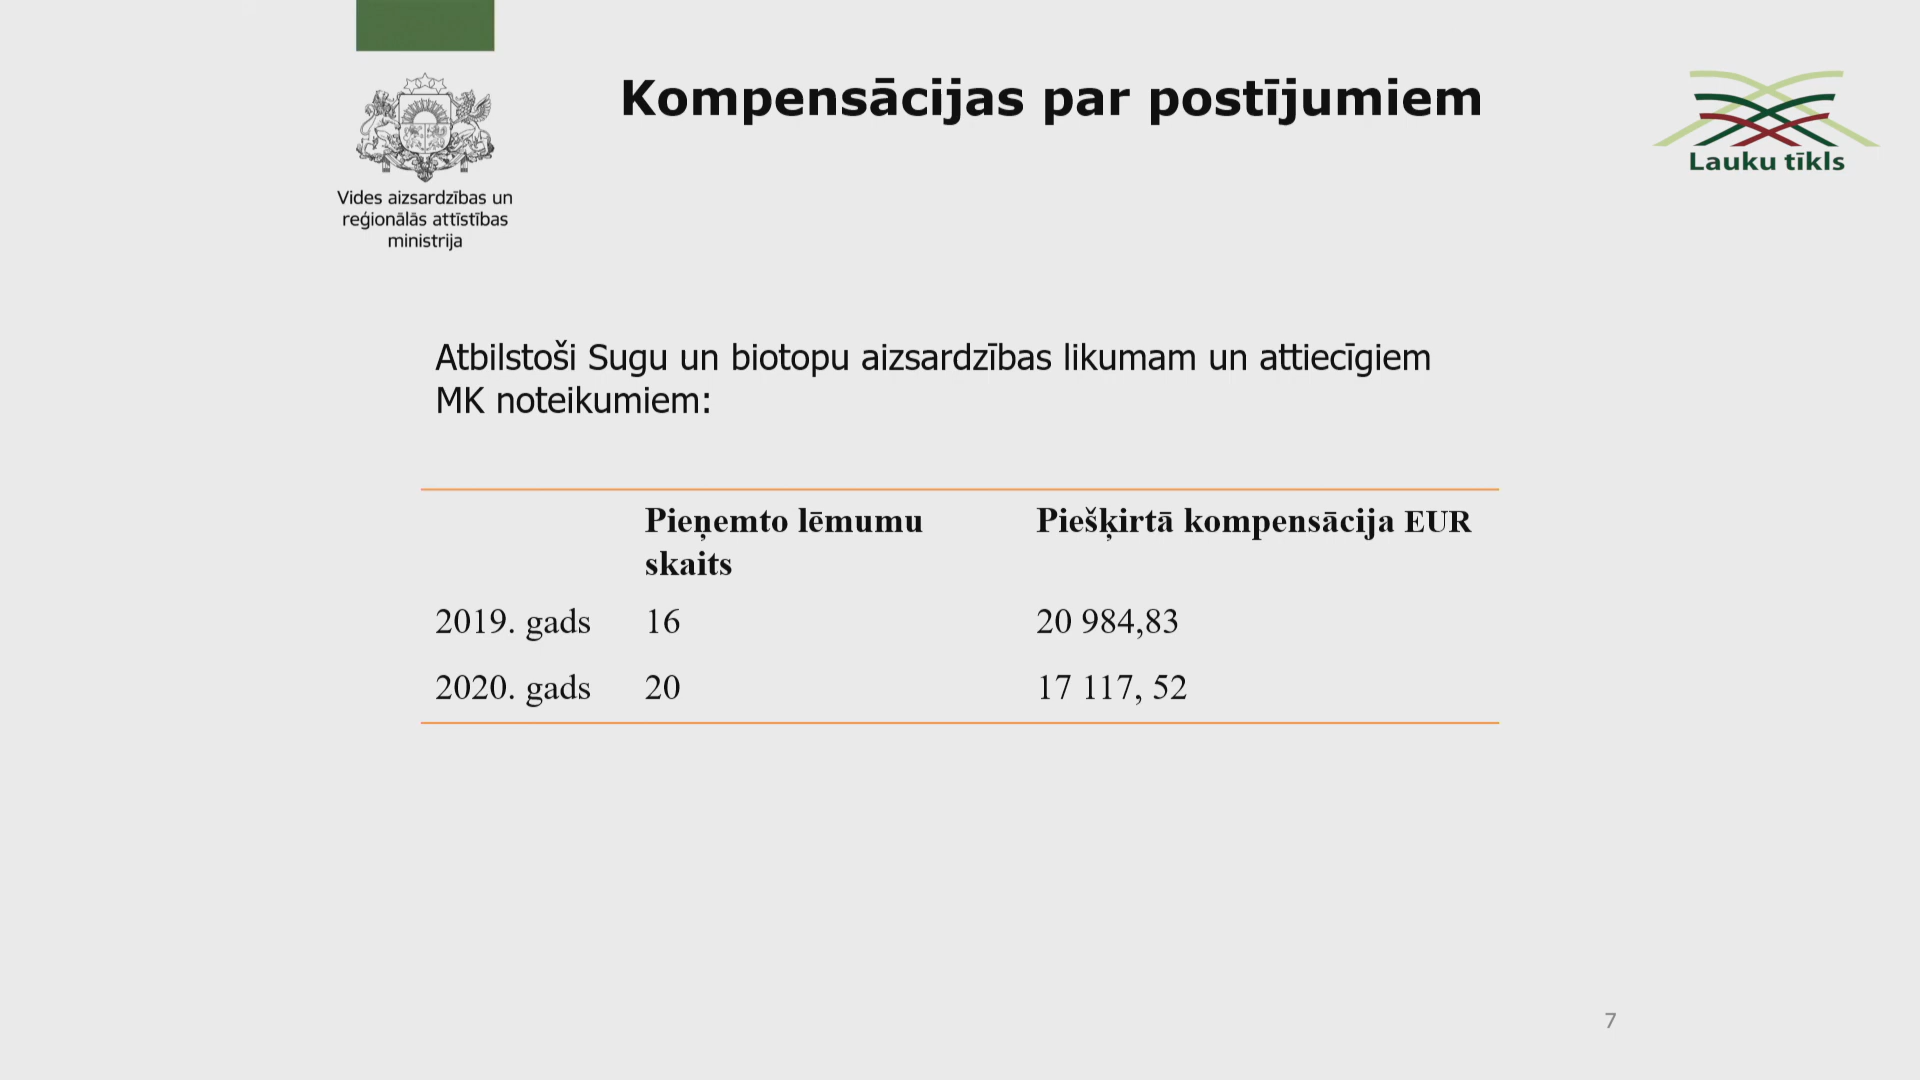 Kompensācijas par postījumiem
Lauku tīkls
Vides aizsardzības un
reģionālās attīstības
ministrija
Atbilstoši Sugu un biotopu aizsardzības likumam un attiecīgiem
MK noteikumiem:
Pieņemto lēmumu skaits
Piešķirtā kompensācija EUR
2019. gads 16 20 984,83
2020. gads 20 17 117, 52
7